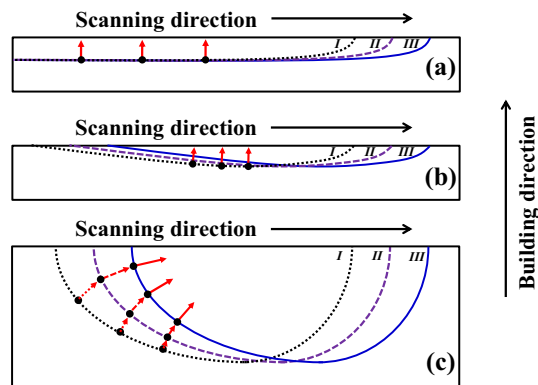 Scanning direction
I II III
(a)
Scanning direction
I II III
(b)
Scanning direction
I II III
(c)
Building direction